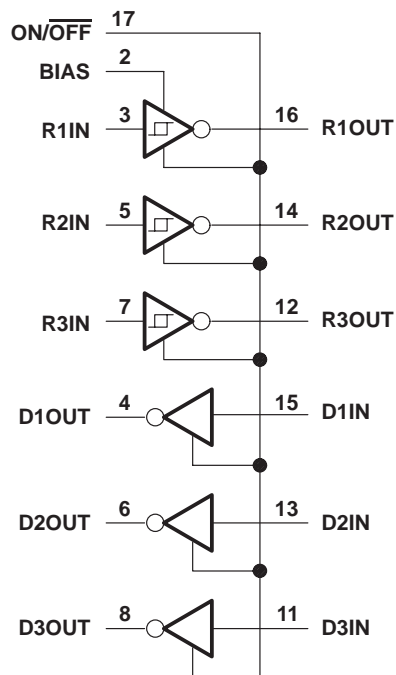 ON/OFF 17
BIAS 2
R1IN 3 16 R1OUT
R2IN 5 14 R2OUT
R3IN 7 12 R3OUT
D1OUT 4 15 D1IN
D2OUT 6 13 D2IN
D3OUT 8 11 D3IN